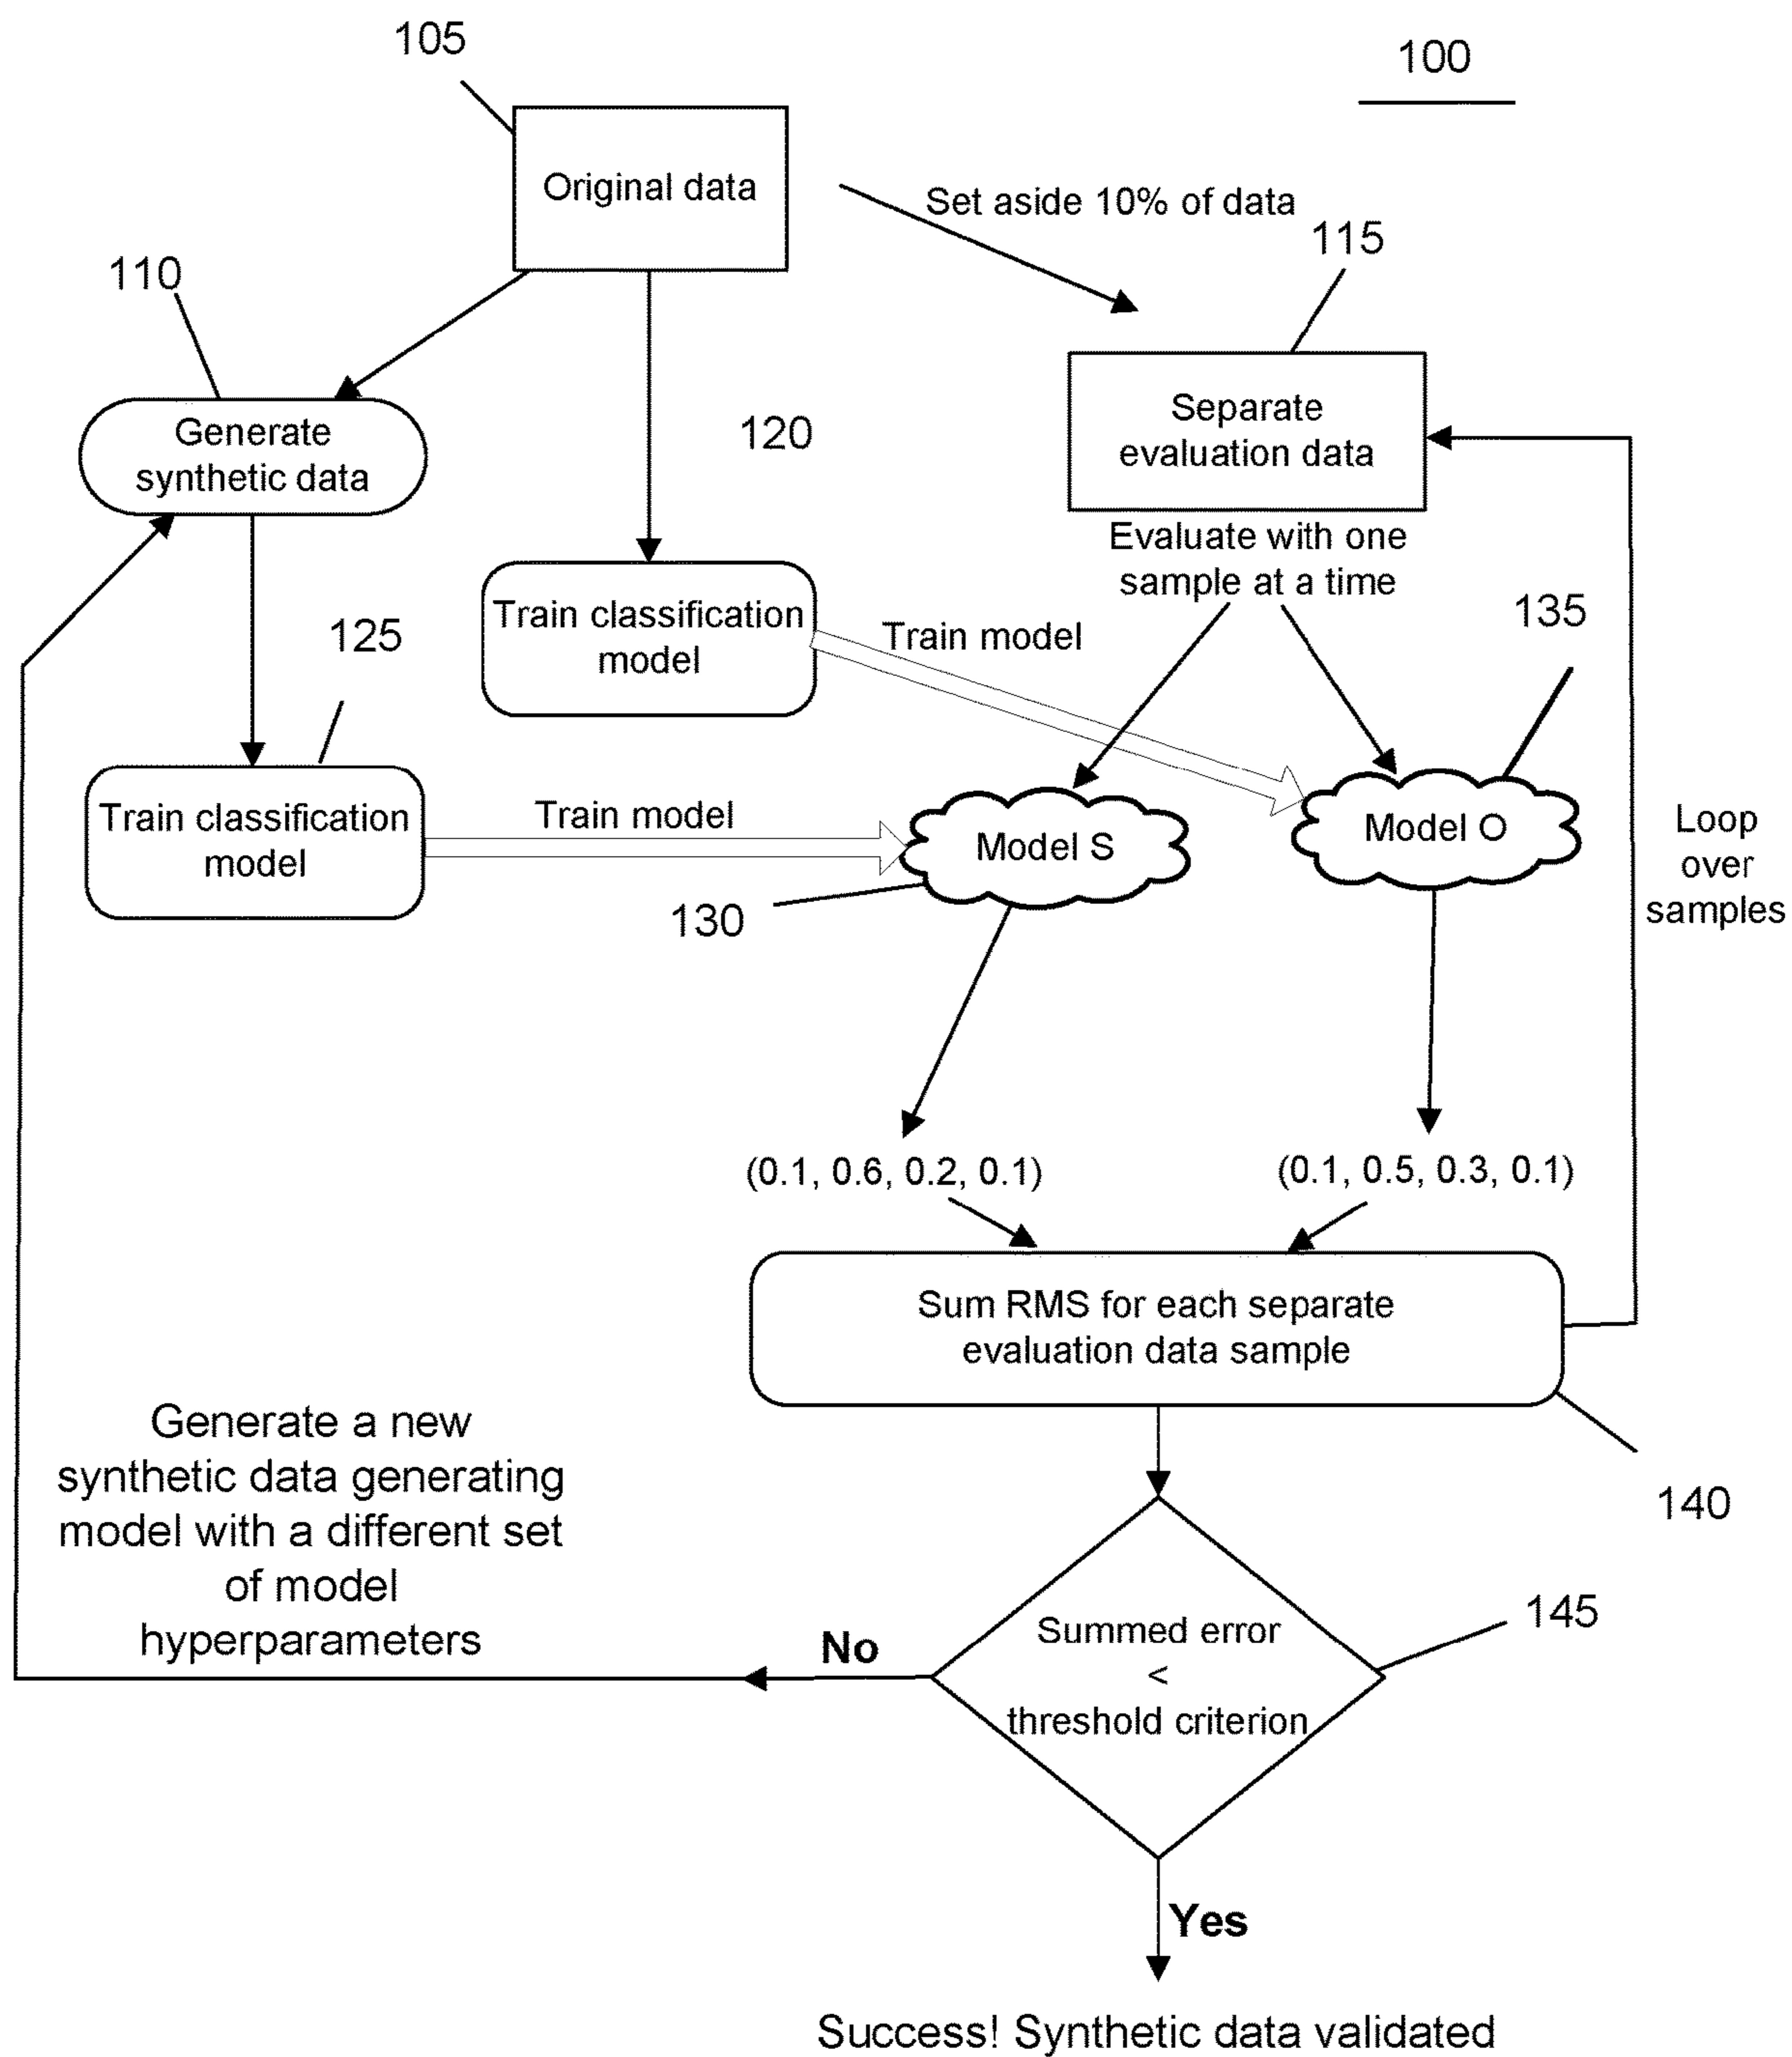 105
100
Original data
Set aside 10% of data
115
110
Generate
synthetic data
120
Separate
evaluation data
Evaluate with one
sample at a time
135
125
Train classification
model
Train model
Train classification
model
Train model
Model S
Model O
130
Loop
over
samples
(0.1, 0.6, 0.2, 0.1)
(0.1, 0.5, 0.3, 0.1)
Sum RMS for each separate
evaluation data sample
140
Generate a new
synthetic data generating
model with a different set
of model
hyperparameters
No
Summed error
<
threshold criterion
145
Yes
Success! Synthetic data validated